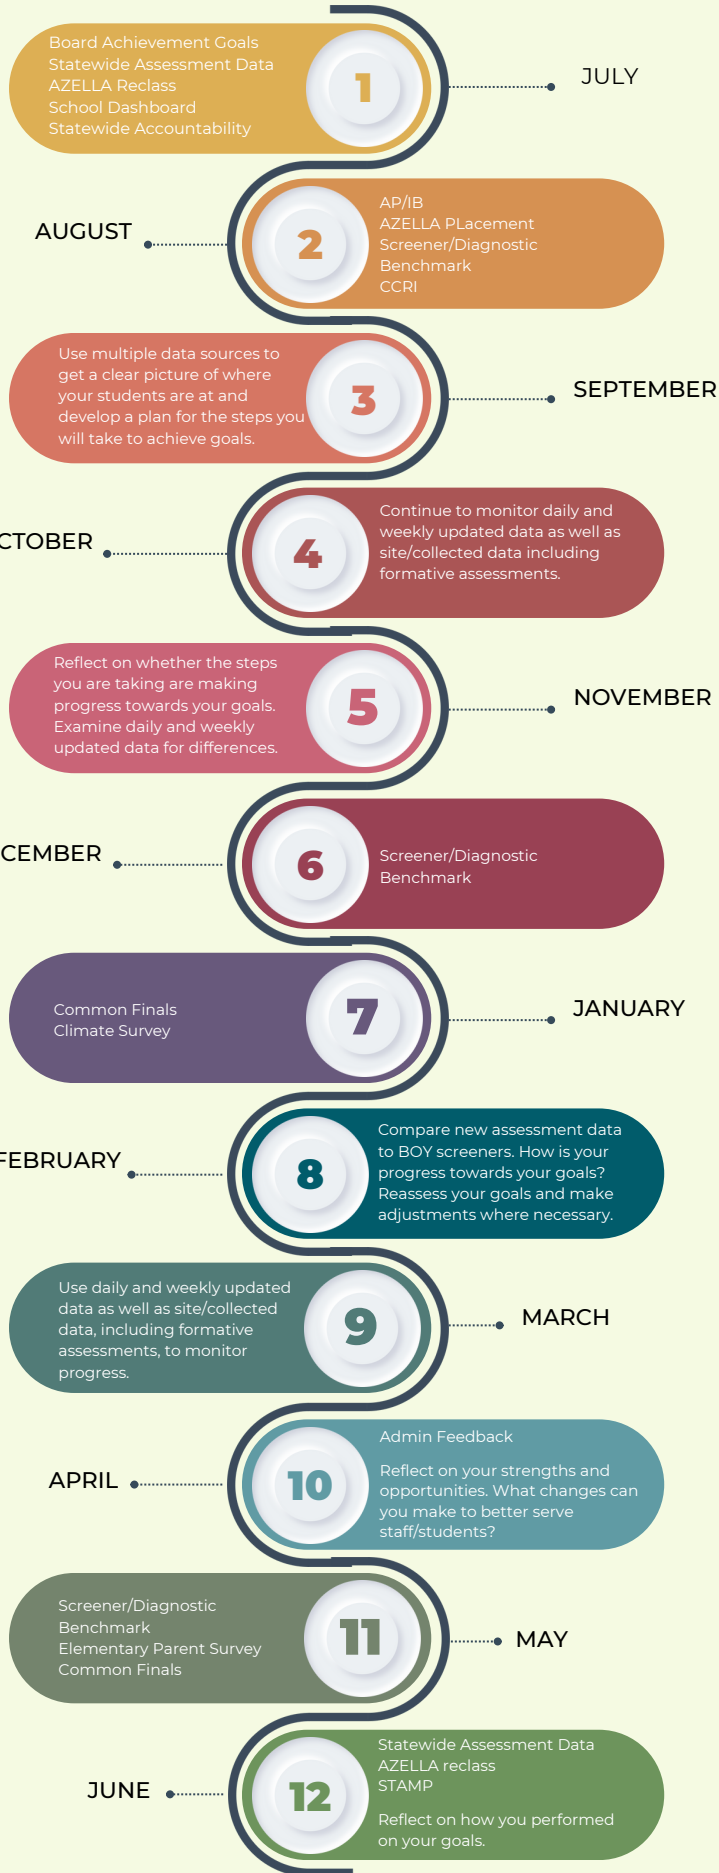 Board Achievement Goals
Statewide Assessment Data
AZELLA Reclass
School Dashboard
Statewide Accountability
1
JULY
AUGUST
2
AP/IB
AZELLA PLacement
Screener/Diagnostic
Benchmark
CCRI
Use multiple data sources to
get a clear picture of where
your students are at and
develop a plan for the steps you
will take to achieve goals.
3
SEPTEMBER
CTOBER
4
Continue to monitor daily and
weekly updated data as well as
site/collected data including
formative assessments.
Reflect on whether the steps
you are taking are making
progress towards your goals.
Examine daily and weekly
updated data for differences.
5
NOVEMBER
CEMBER
6
Screener/Diagnostic
Benchmark
Common Finals
Climate Survey
7
JANUARY
FEBRUARY
8
Compare new assessment data
to BOY screeners. How is your
progress towards your goals?
Reassess your goals and make
adjustments where necessary.
Use daily and weekly updated
data as well as site/collected
data, including formative
assessments, to monitor
progress.
9
MARCH
APRIL
10
Admin Feedback
Reflect on your strengths and
opportunities. What changes can
you make to better serve
staff/students?
Screener/Diagnostic
Benchmark
Elementary Parent Survey
Common Finals
11
MAY
JUNE
12
Statewide Assessment Data
AZELLA reclass
STAMP
Reflect on how you performed
on your goals.